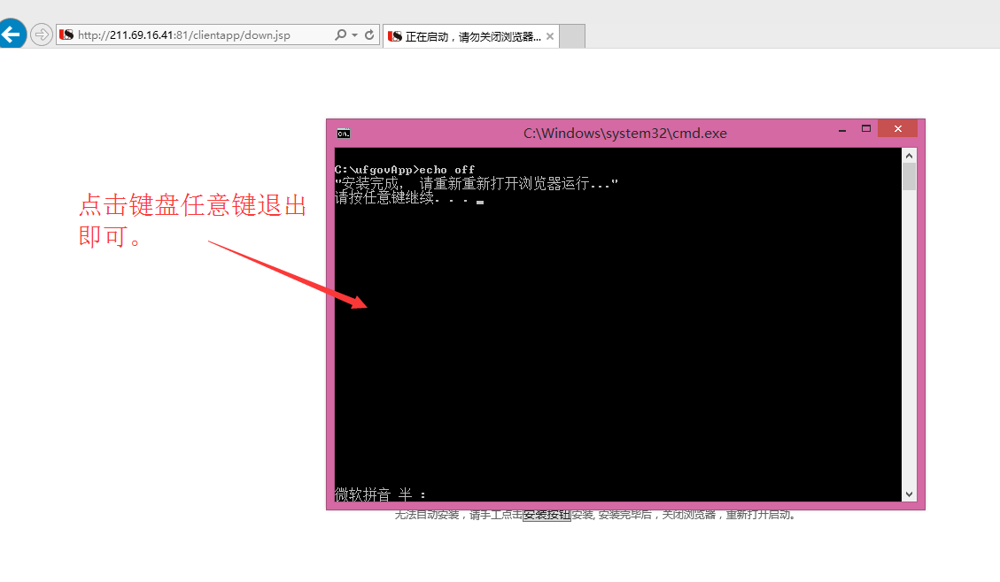 http://211.69.16.41:81/clientapp/down.jsp
正在启动，请勿关闭浏览器...
C:\Windows\system32\cmd.exe
C:\ufgovApp>echo off
"安装完成， 请重新重新打开浏览器运行..."
请按任意键继续. . .
点击键盘任意键退出
即可。
微软拼音 半 :
无法自动安装，请手工点击安装按钮安装, 安装完毕后，关闭浏览器，重新打开启动。